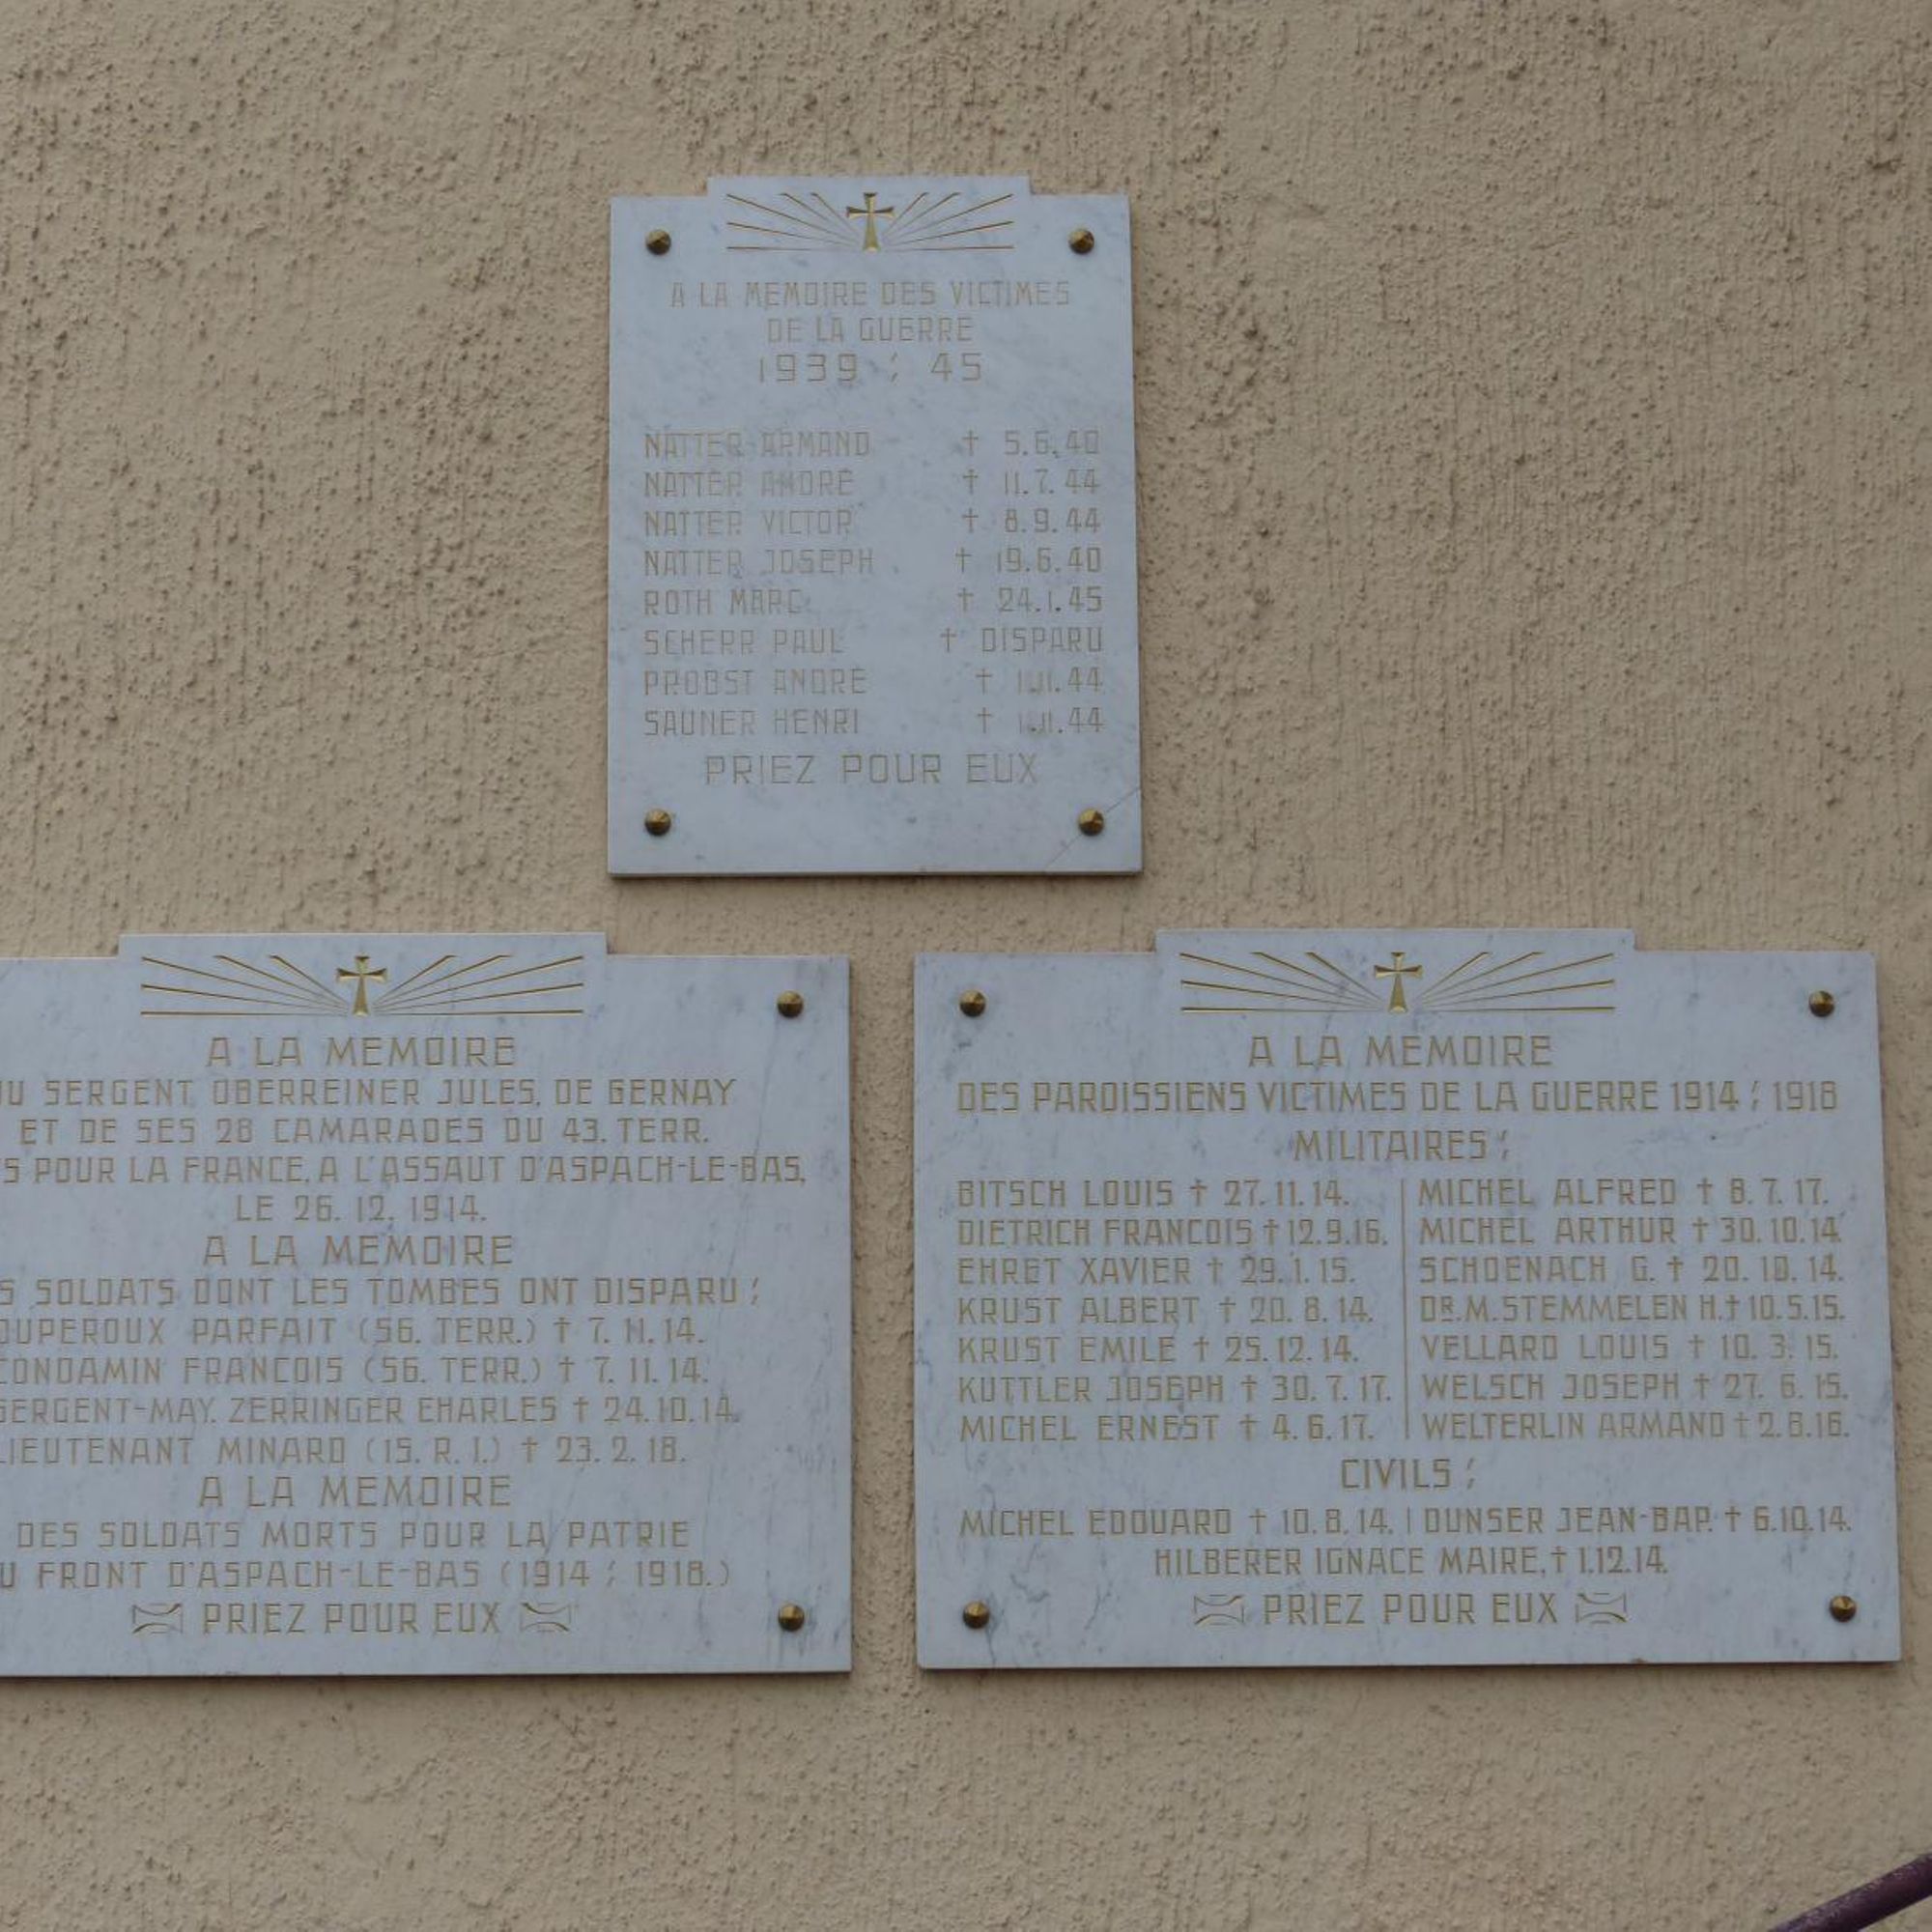 A LA MEMOIRE DES VICTIMES
DE LA GUERRE
1939 : 45
NATTER ARMAND † 5.6.40
NATTER ANDRÉ † 11.7.44
NATTER VICTOR † 8.9.44
NATTER JOSEPH † 19.6.40
ROTH MARC † 24.1.45
SCHERR PAUL † DISPARU
PROBST ANDRÉ † 1.11.44
SAUNER HENRI † 44
PRIEZ POUR EUX
A LA MEMOIRE
SERGENT OBERREINER JULES, DE CERNAY
ET DE SES 28 CAMARADES DU 43. TERR.
POUR LA FRANCE, A L'ASSAUT D'ASPACH-LE-BAS,
LE 26. 12. 1914.
A LA MEMOIRE
SOLDATS DONT LES TOMBES ONT DISPARU :
DUPEROUX PARFAIT (56. TERR.) † 7. 11. 14.
CONDAMIN FRANCOIS (56. TERR.) † 7. 11. 14.
SERGENT-MAY. ZERRINGER CHARLES † 24.10.14.
LIEUTENANT MINARD (15. R. I.) † 23. 2. 18.
A LA MEMOIRE
DES SOLDATS MORTS POUR LA PATRIE
FRONT D'ASPACH-LE-BAS (1914 : 1918.)
PRIEZ POUR EUX
A LA MEMOIRE
DES PAROISSIENS VICTIMES DE LA GUERRE 1914 : 1918
MILITAIRES :
BITSCH LOUIS † 27. 11. 14.
DIETRICH FRANCOIS † 12.9.16.
EHRET XAVIER † 29. 1. 15.
KRUST ALBERT † 20. 8. 14.
KRUST EMILE † 25. 12. 14.
KUTTLER JOSEPH † 30. 7. 17.
MICHEL ERNEST † 4. 6. 17.
MICHEL ALFRED † 8. 7. 17.
MICHEL ARTHUR † 30. 10. 14.
SCHOENACH G. † 20. 10. 14.
DR. M. STEMMELEN H. † 10.5.15.
VELLARD LOUIS † 10. 3. 15.
WELSCH JOSEPH † 27. 6. 15.
WELTERLIN ARMAND † 2.8.16.
CIVILS :
MICHEL EDOUARD † 10. 8. 14. | DUNSER JEAN-BAP. † 6.10.14.
HILBERER IGNACE MAIRE, † 1.12.14.
PRIEZ POUR EUX